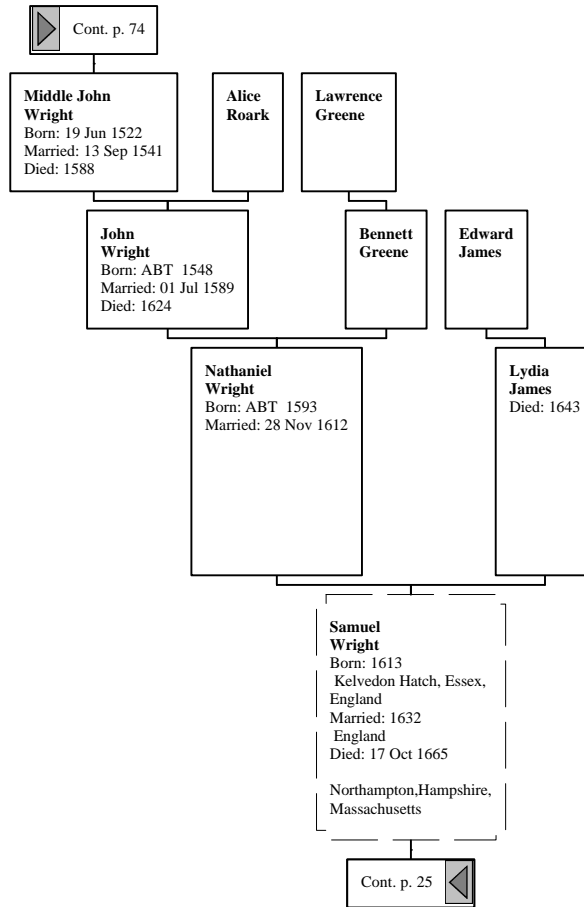 Cont. p. 74
Middle John
Wright
Born: 19 Jun 1522
Married: 13 Sep 1541
Died: 1588
Alice
Roark
Lawrence
Greene
John
Wright
Born: ABT 1548
Married: 01 Jul 1589
Died: 1624
Bennett
Greene
Edward
James
Nathaniel
Wright
Born: ABT 1593
Married: 28 Nov 1612
Lydia
James
Died: 1643
Samuel
Wright
Born: 1613
Kelvedon Hatch, Essex,
England
Married: 1632
England
Died: 17 Oct 1665
Northampton,Hampshire,
Massachusetts
Cont. p. 25